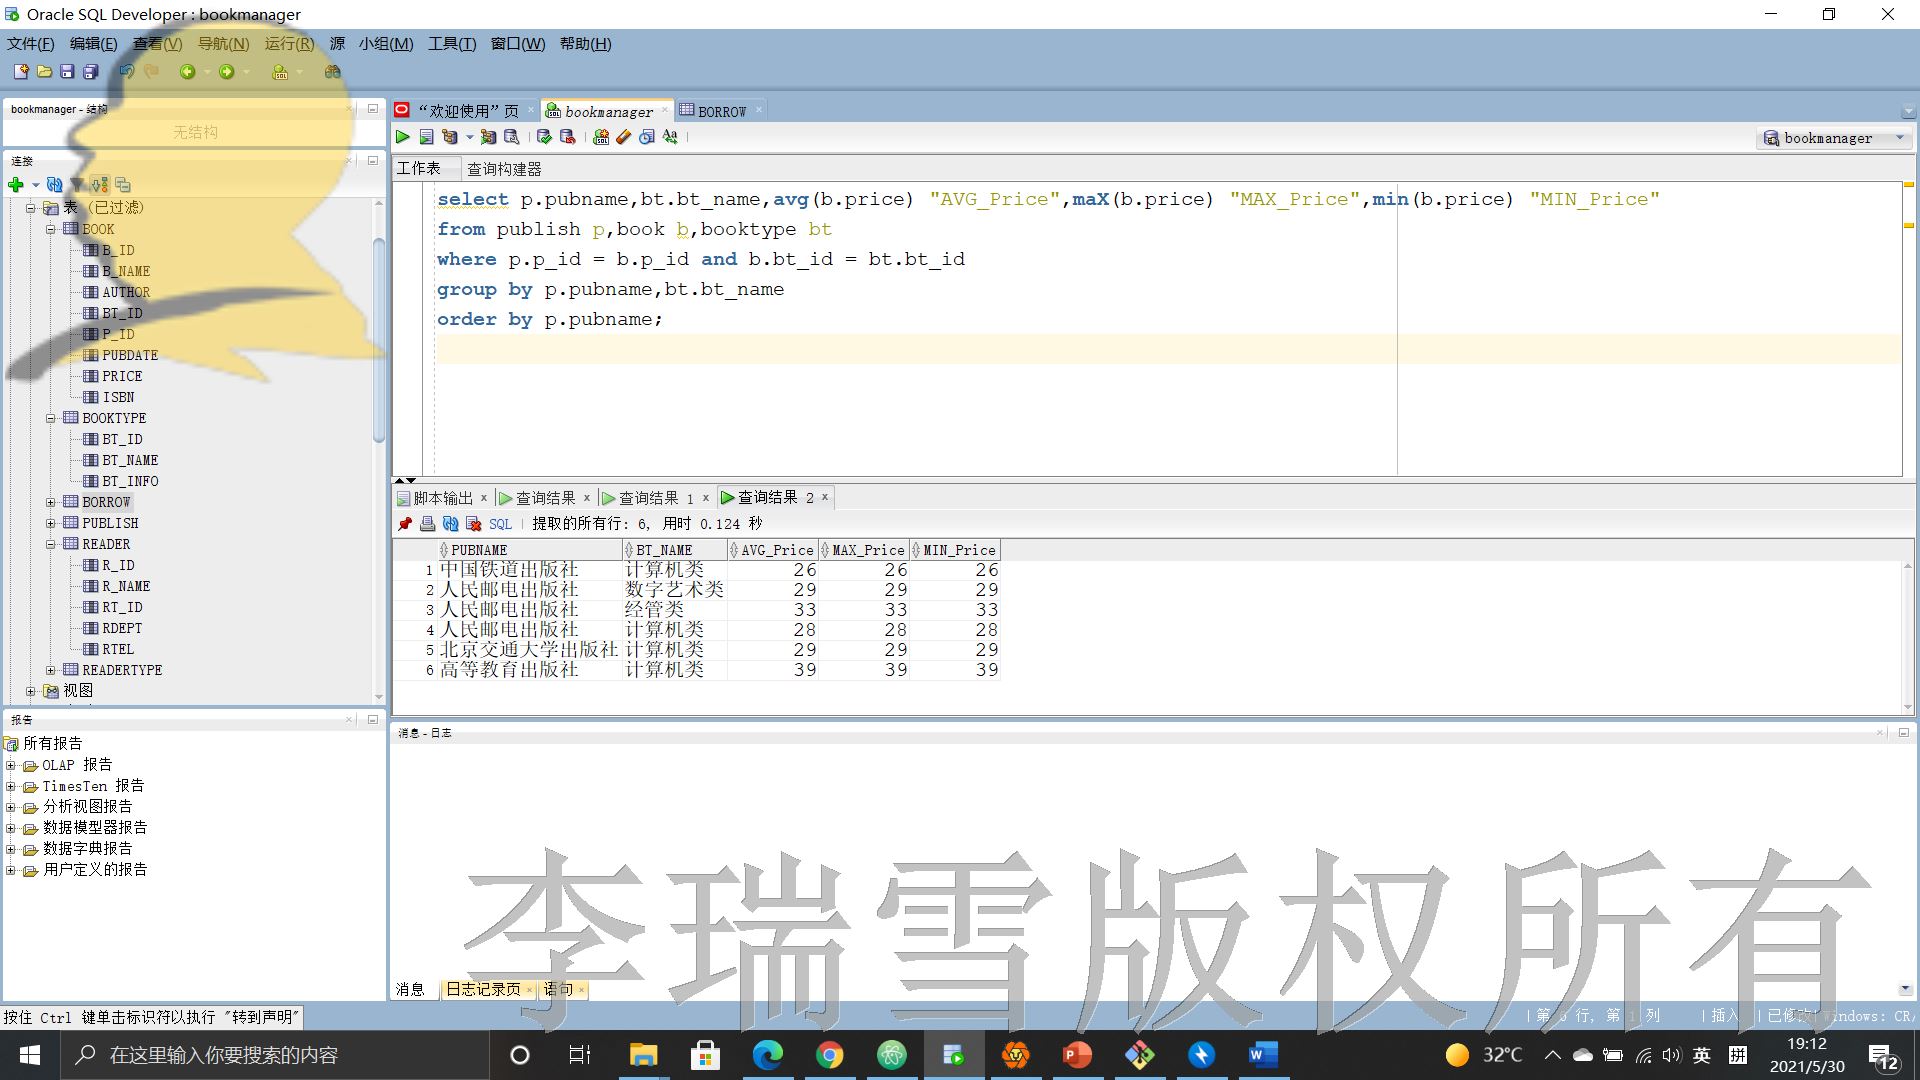 Oracle SQL Developer : bookmanager
文件(F) 编辑(E) 查看(V) 导航(N) 运行(R) 源 小组(M) 工具(T) 窗口(W) 帮助(H)
bookmanager - 结构
无结构
连接
表 (已过滤)
BOOK
B_ID
B_NAME
AUTHOR
BT_ID
P_ID
PUBDATE
PRICE
ISBN
BOOKTYPE
BT_ID
BT_NAME
BT_INFO
BORROW
PUBLISH
READER
R_ID
R_NAME
RT_ID
RDEPT
RTEL
READERTYPE
视图
报告
所有报告
OLAP 报告
TimesTen 报告
分析视图报告
数据模型器报告
数据字典报告
用户定义的报告
“欢迎使用”页 bookmanager BORROW
bookmanager
工作表 查询构建器
select p.pubname,bt.bt_name,avg(b.price) "AVG_Price",maX(b.price) "MAX_Price",min(b.price) "MIN_Price"
from publish p,book b,booktype bt
where p.p_id = b.p_id and b.bt_id = bt.bt_id
group by p.pubname,bt.bt_name
order by p.pubname;
脚本输出 查询结果 查询结果 1 查询结果 2
SQL 提取的所有行: 6, 用时 0.124 秒
PUBNAME BT_NAME AVG_Price MAX_Price MIN_Price
1 中国铁道出版社 计算机类 26 26 26
2 人民邮电出版社 数字艺术类 29 29 29
3 人民邮电出版社 经管类 33 33 33
4 人民邮电出版社 计算机类 28 28 28
5 北京交通大学出版社 计算机类 29 29 29
6 高等教育出版社 计算机类 39 39 39
消息 - 日志
李瑞雪版权所有
消息 日志记录页 语句
按住 Ctrl 键单击标识符以执行 "转到声明"
第 6 行, 第 1 列 插入 已修改 Windows: CR/
在这里输入你要搜索的内容
32°C 英 拼 19:12
2021/5/30
12